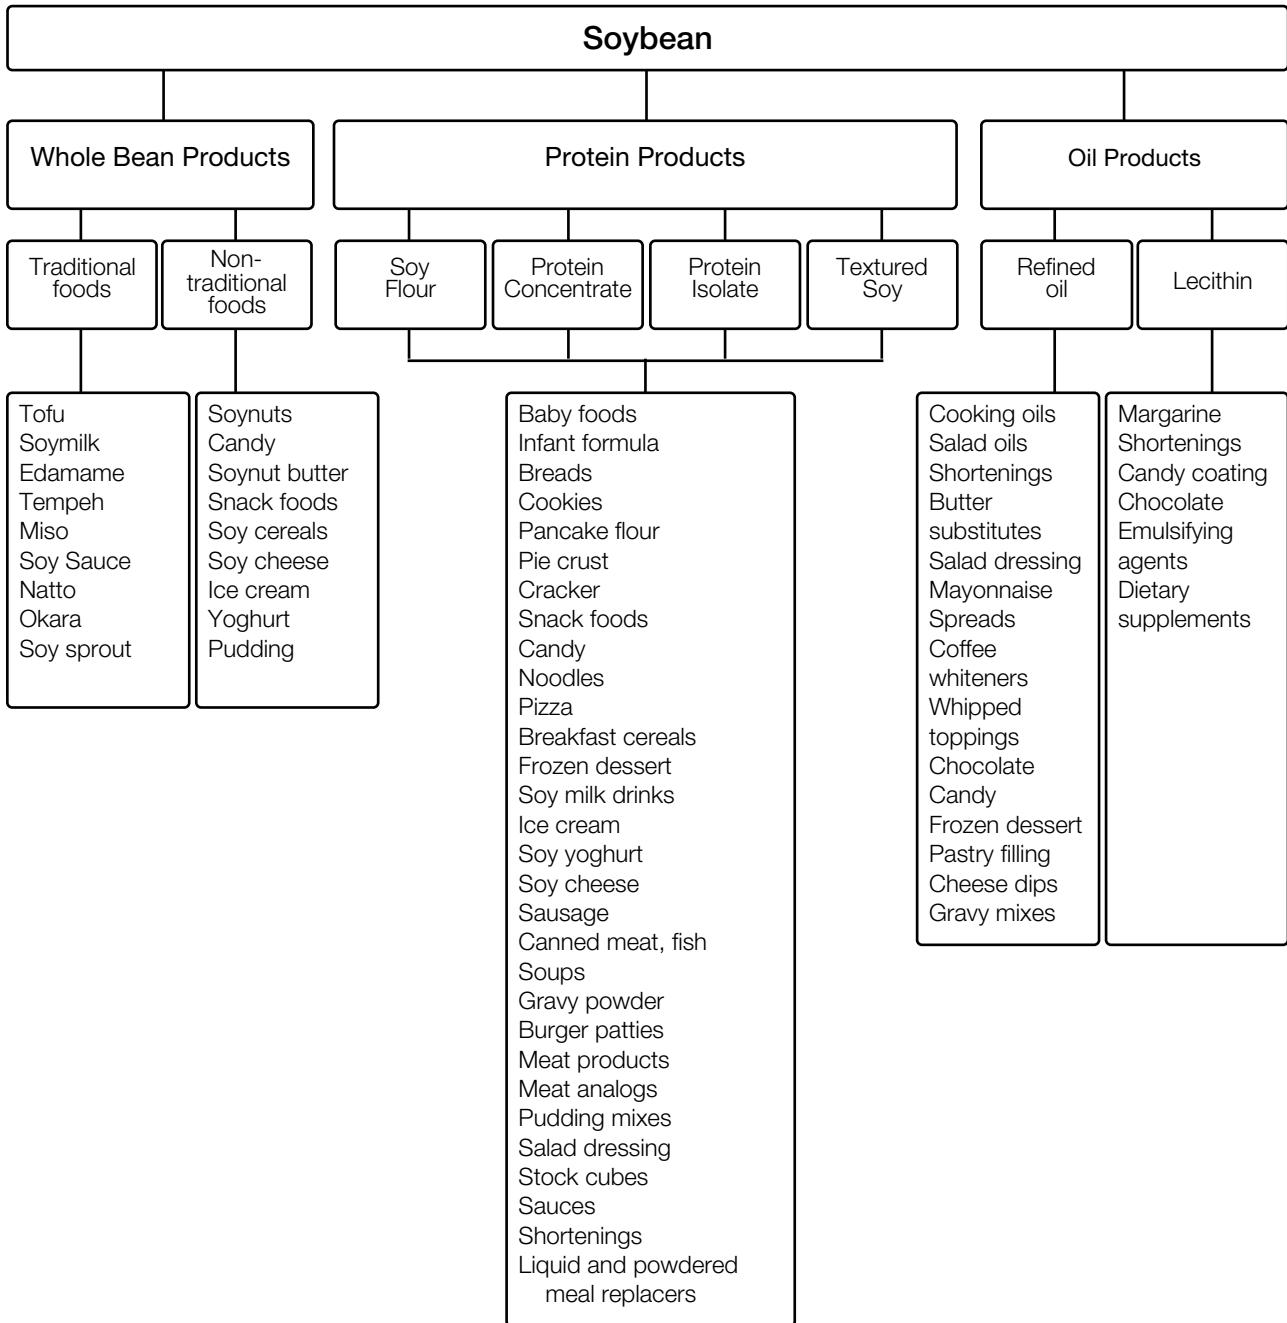 Soybean
Whole Bean Products
Protein Products
Oil Products
Traditional
foods
Non-
traditional
foods
Soy
Flour
Protein
Concentrate
Protein
Isolate
Textured
Soy
Refined
oil
Lecithin
Tofu
Soymilk
Edamame
Tempeh
Miso
Soy Sauce
Natto
Okara
Soy sprout
Soynuts
Candy
Soynut butter
Snack foods
Soy cereals
Soy cheese
Ice cream
Yoghurt
Pudding
Baby foods
Infant formula
Breads
Cookies
Pancake flour
Pie crust
Cracker
Snack foods
Candy
Noodles
Pizza
Breakfast cereals
Frozen dessert
Soy milk drinks
Ice cream
Soy yoghurt
Soy cheese
Sausage
Canned meat, fish
Soups
Gravy powder
Burger patties
Meat products
Meat analogs
Pudding mixes
Salad dressing
Stock cubes
Sauces
Shortenings
Liquid and powdered
meal replacers
Cooking oils
Salad oils
Shortenings
Butter
substitutes
Salad dressing
Mayonnaise
Spreads
Coffee
whiteners
Whipped
toppings
Chocolate
Candy
Frozen dessert
Pastry filling
Cheese dips
Gravy mixes
Margarine
Shortenings
Candy coating
Chocolate
Emulsifying
agents
Dietary
supplements